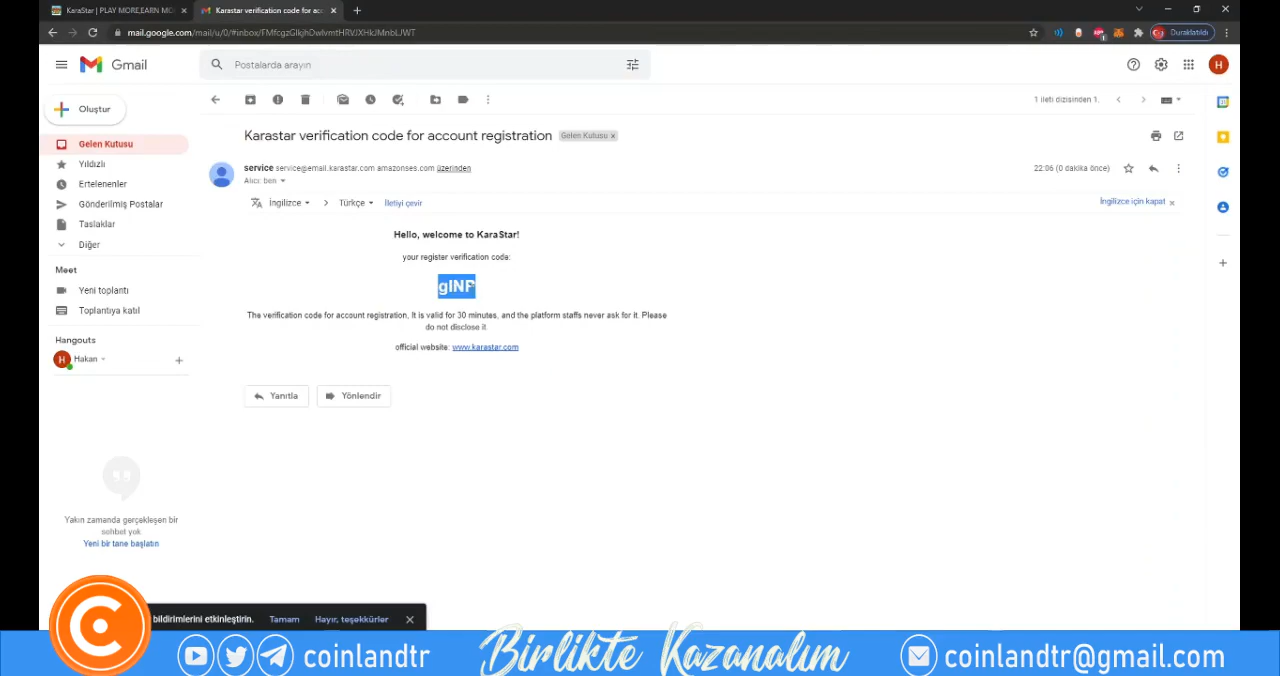 KaraStar | PLAY MORE,EARN MO
Karastar verification code for acc
mail.google.com/mail/u/0/#inbox/FMfcgzGlkjhDwlvmtHRVJXHkJMnbLJWT
Duraklatıldı
Gmail
Postalarda arayın
H
Oluştur
1 ileti dizisinden 1.
Gelen Kutusu
Yıldızlı
Ertelenenler
Gönderilmiş Postalar
Taslaklar
Diğer
Meet
Yeni toplantı
Toplantıya katıl
Hangouts
H Hakan
Yakın zamanda gerçekleşen bir
sohbet yok
Yeni bir tane başlatın
Karastar verification code for account registration Gelen Kutusu x
service service@email.karastar.com amazonses.com üzerinden
22:06 (0 dakika önce)
Alıcı: ben
İngilizce > Türkçe İletiyi çevir
İngilizce için kapat x
Hello, welcome to KaraStar!
your register verification code:
The verification code for account registration, It is valid for 30 minutes, and the platform staffs never ask for it. Please
do not disclose it
official website: www.karastar.com
Yanıtla
Yönlendir
bildirimlerini etkinleştirin. Tamam Hayır, teşekkürler
coinlandtr
Birlikte Kazanalım
coinlandtr@gmail.com